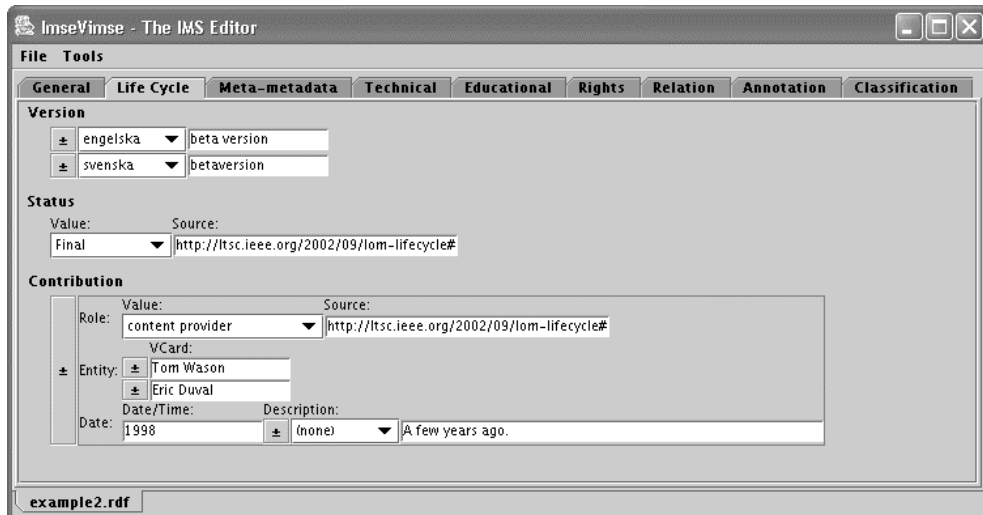 ImseVimse - The IMS Editor
File Tools
General Life Cycle Meta-metadata Technical Educational Rights Relation Annotation Classification
Version
± engelska beta version
± svenska betaversion
Status
Value: Source:
Final http://ltsc.ieee.org/2002/09/lom-lifecycle#
Contribution
Value: Source:
Role: content provider http://ltsc.ieee.org/2002/09/lom-lifecycle#
VCard:
± Entity: ± Tom Wason
± Eric Duval
Date/Time: Description:
Date: 1998 ± (none) A few years ago.
example2.rdf